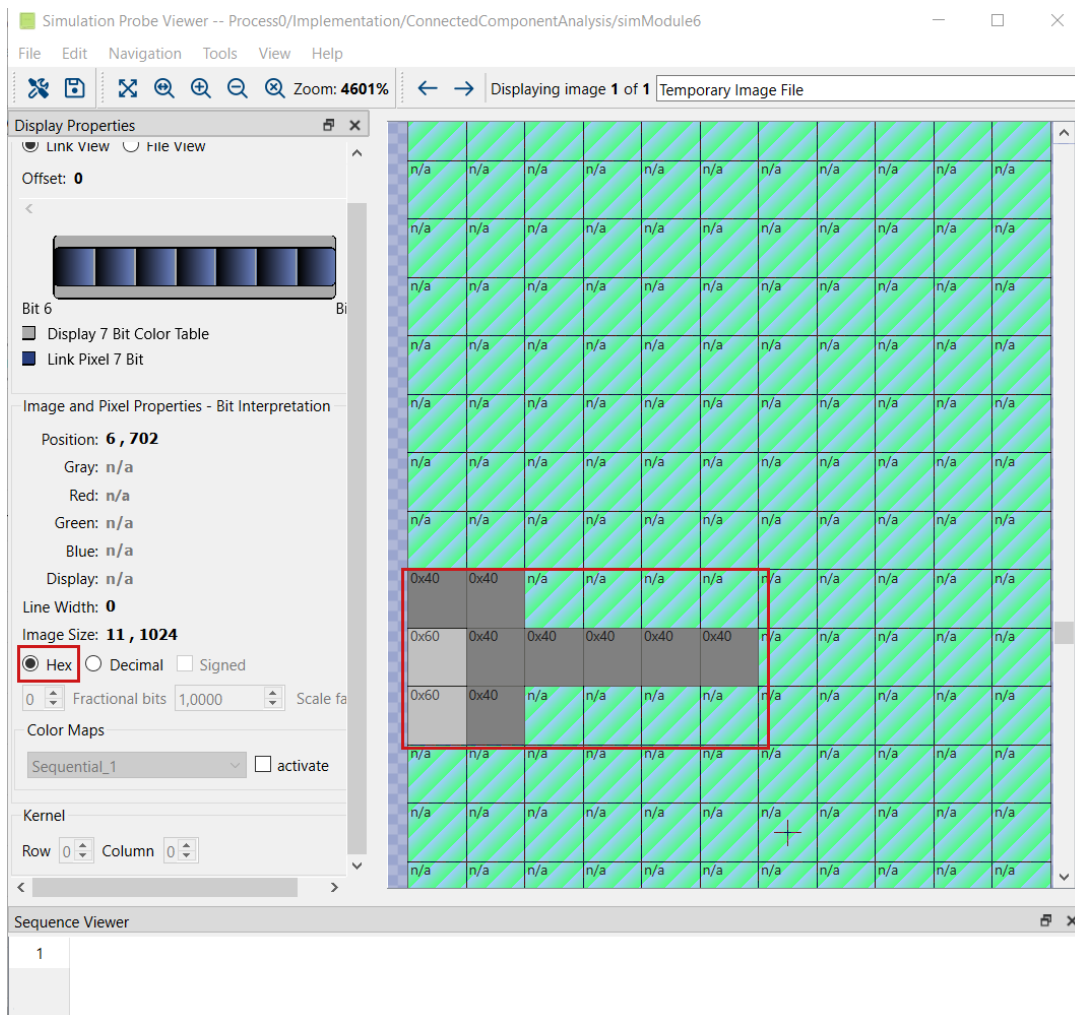 Simulation Probe Viewer -- Process0/Implementation/ConnectedComponentAnalysis/simModule6
File Edit Navigation Tools View Help
Zoom: 4601% Displaying image 1 of 1 Temporary Image File
Display Properties
Link View File View
Offset: 0
Bit 6 Bi
Display 7 Bit Color Table
Link Pixel 7 Bit
Image and Pixel Properties - Bit Interpretation
Position: 6 , 702
Gray: n/a
Red: n/a
Green: n/a
Blue: n/a
Display: n/a
Line Width: 0
Image Size: 11 , 1024
Hex Decimal Signed
0 Fractional bits 1,0000 Scale fa
Color Maps
Sequential_1 activate
Kernel
Row 0 Column 0
n/a n/a n/a n/a n/a n/a n/a n/a n/a n/a n/a
n/a n/a n/a n/a n/a n/a n/a n/a n/a n/a n/a
n/a n/a n/a n/a n/a n/a n/a n/a n/a n/a n/a
n/a n/a n/a n/a n/a n/a n/a n/a n/a n/a n/a
n/a n/a n/a n/a n/a n/a n/a n/a n/a n/a n/a
n/a n/a n/a n/a n/a n/a n/a n/a n/a n/a n/a
n/a n/a n/a n/a n/a n/a n/a n/a n/a n/a n/a
0x40 0x40 n/a n/a n/a n/a n/a n/a n/a n/a n/a
0x60 0x40 0x40 0x40 0x40 0x40 n/a n/a n/a n/a n/a
0x60 0x40 n/a n/a n/a n/a n/a n/a n/a n/a n/a
n/a n/a n/a n/a n/a n/a n/a n/a n/a n/a n/a
n/a n/a n/a n/a n/a n/a n/a n/a n/a n/a n/a
n/a n/a n/a n/a n/a n/a n/a n/a n/a n/a n/a
Sequence Viewer
1